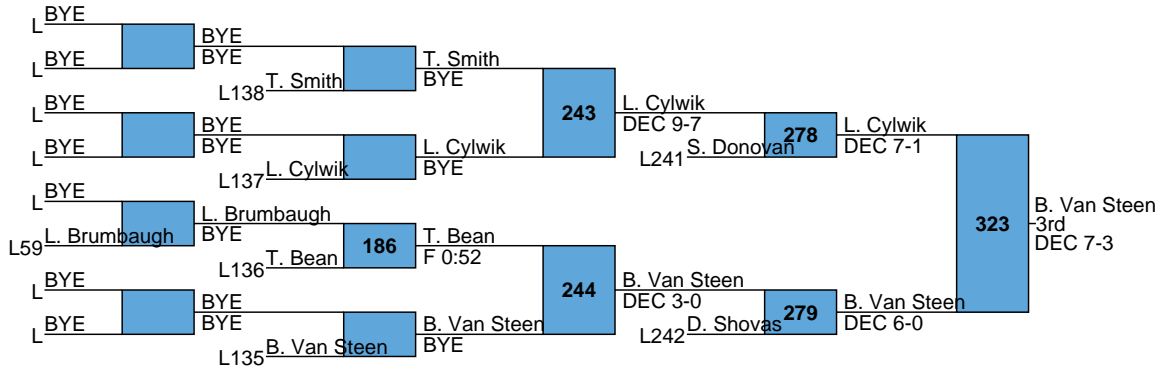 L BYE
BYE
BYE
L BYE
L138 T. Smith
T. Smith
BYE
L BYE
BYE
BYE
L BYE
L137 L. Cylwik
L. Cylwik
BYE
243
L. Cylwik
DEC 9-7
L241 S. Donovan
278
L. Cylwik
DEC 7-1
L BYE
L. Brumbaugh
BYE
L59 L. Brumbaugh
186
L136 T. Bean
T. Bean
F 0:52
L BYE
BYE
BYE
L BYE
L135 B. Van Steen
B. Van Steen
BYE
244
B. Van Steen
DEC 3-0
L242 D. Shovas
279
B. Van Steen
DEC 6-0
323
B. Van Steen
3rd
DEC 7-3